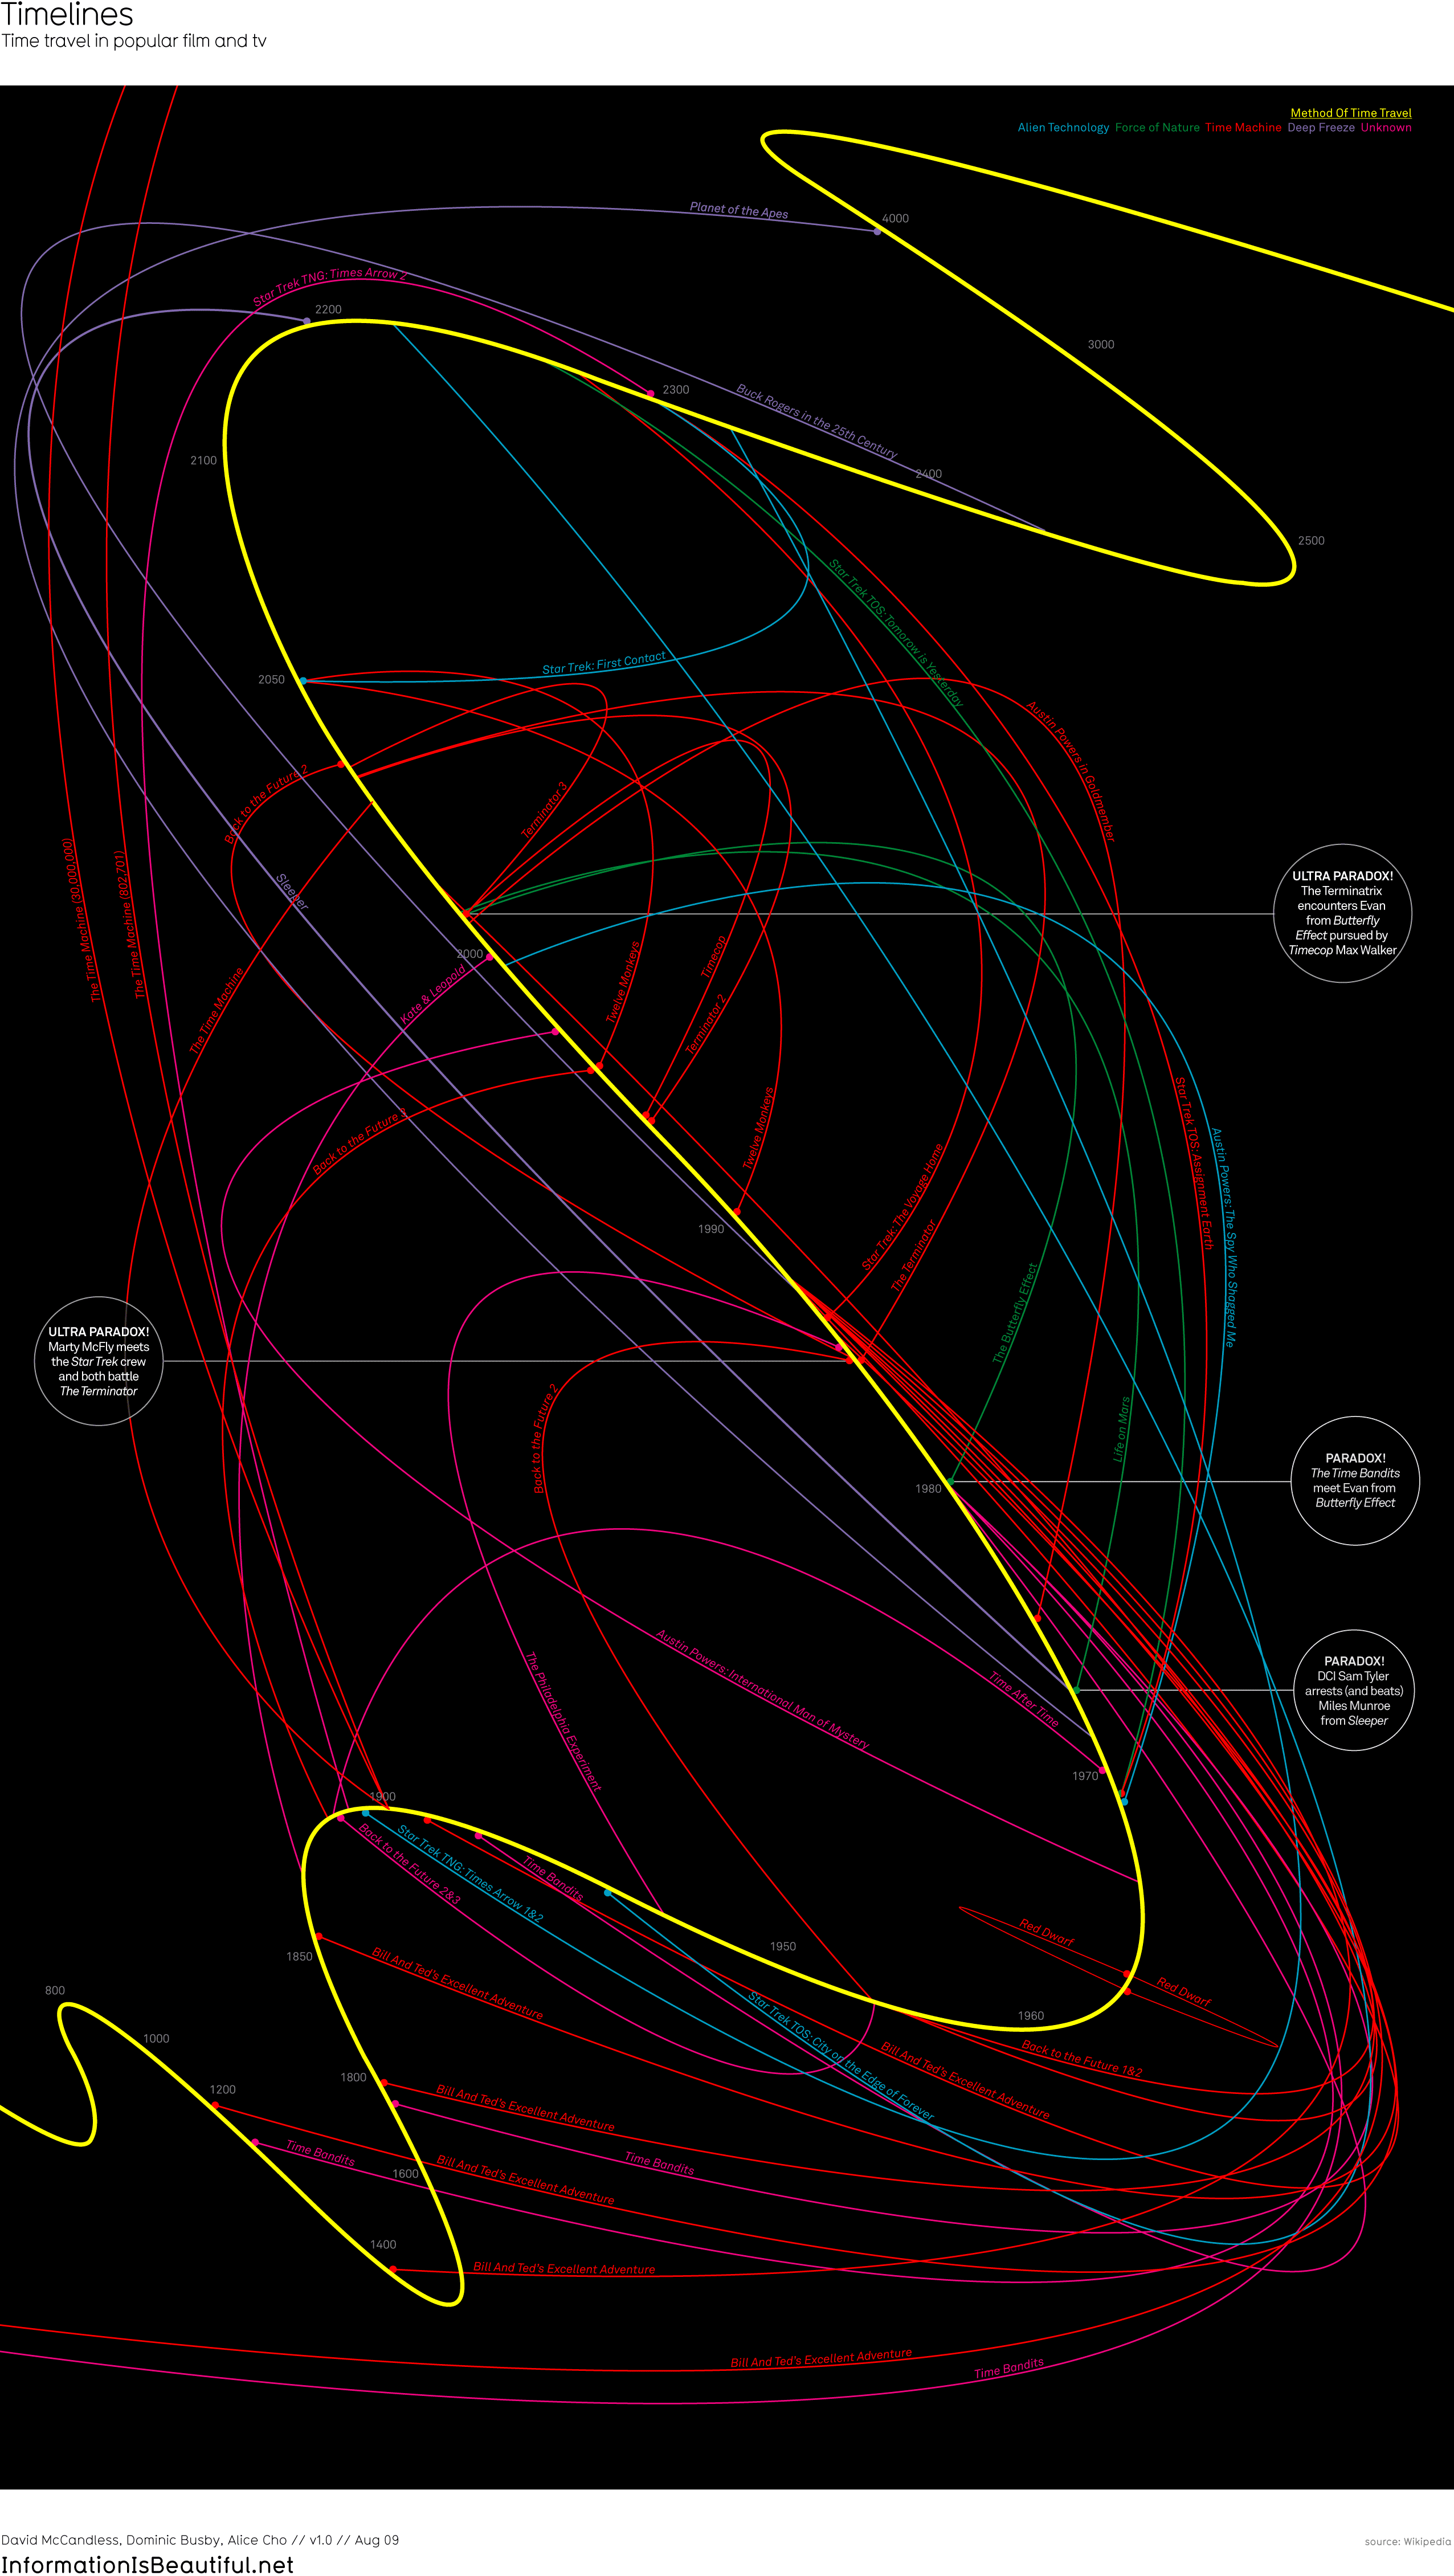 Timelines
Time travel in popular film and tv
Method Of Time Travel
Alien Technology Force of Nature Time Machine Deep Freeze Unknown
Planet of the Apes
4000
Star Trek TNG: Times Arrow 2
2200
3000
2300
Buck Rogers in the 25th Century
2100
2400
2500
Star Trek TOS: Tomorow is Yesterday
Star Trek: First Contact
2050
Austin Powers in Goldmember
Back to the Future 2
Terminator 3
The Time Machine (30,000,000)
The Time Machine (802,701)
Sleeper
ULTRA PARADOX!
The Terminatrix
encounters Evan
from Butterfly
Effect pursued by
Timecop Max Walker
2000
Kate & Leopold
The Time Machine
Twelve Monkeys
Timecop
Terminator 2
Back to the Future 3
Twelve Monkeys
Star Trek TOS: Assignment Earth
Austin Powers: The Spy Who Shagged Me
Star Trek: The Voyage Home
The Terminator
1990
The Butterfly Effect
ULTRA PARADOX!
Marty McFly meets
the Star Trek crew
and both battle
The Terminator
Back to the Future 2
Life on Mars
1980
PARADOX!
The Time Bandits
meet Evan from
Butterfly Effect
The Philadelphia Experiment
Austin Powers: International Man of Mystery
Time After Time
PARADOX!
DCI Sam Tyler
arrests (and beats)
Miles Munroe
from Sleeper
1970
1900
Back to the Future 2&3
Star Trek TNG: Times Arrow 1&2
Time Bandits
1950
Red Dwarf
Red Dwarf
1850
Bill And Ted's Excellent Adventure
800
Star Trek TOS: City on the Edge of Forever
1960
1000
Back to the Future 1&2
Bill And Ted's Excellent Adventure
1800
1200
Bill And Ted's Excellent Adventure
Time Bandits
Time Bandits
1600
Bill And Ted's Excellent Adventure
1400
Bill And Ted's Excellent Adventure
Bill And Ted's Excellent Adventure
Time Bandits
David McCandless, Dominic Busby, Alice Cho // v1.0 // Aug 09
source: Wikipedia
InformationIsBeautiful.net